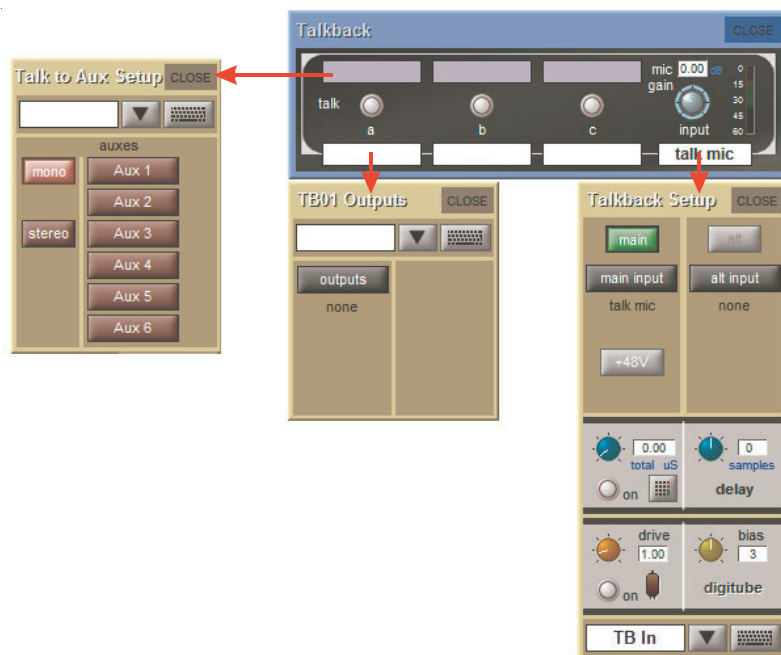 Talkback CLOSE
mic 0.00 dB 0
gain 15
talk 30
45
a b c input 60
talk mic
Talk to Aux Setup CLOSE
auxes
mono Aux 1
Aux 2
stereo Aux 3
Aux 4
Aux 5
Aux 6
TB01 Outputs CLOSE
outputs
none
Talkback Setup CLOSE
main alt
main input alt input
talk mic none
+48V
0.00 0
total uS samples
on delay
drive bias
1.00 3
on digitube
TB In